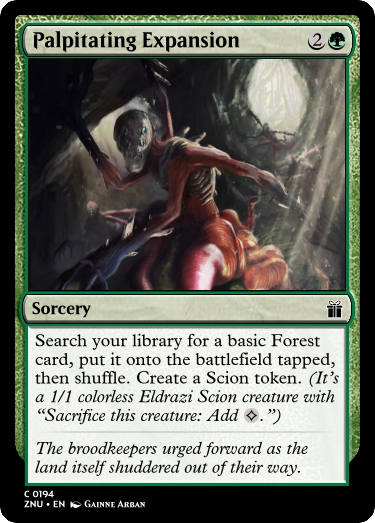 Palpitating Expansion 2
Sorcery
Search your library for a basic Forest
card, put it onto the battlefield tapped,
then shuffle. Create a Scion token. (It's
a 1/1 colorless Eldrazi Scion creature with
“Sacrifice this creature: Add .”)
The broodkeepers urged forward as
the land itself shuddered out of their way.
C 0194
ZNU • EN Gainne Arban